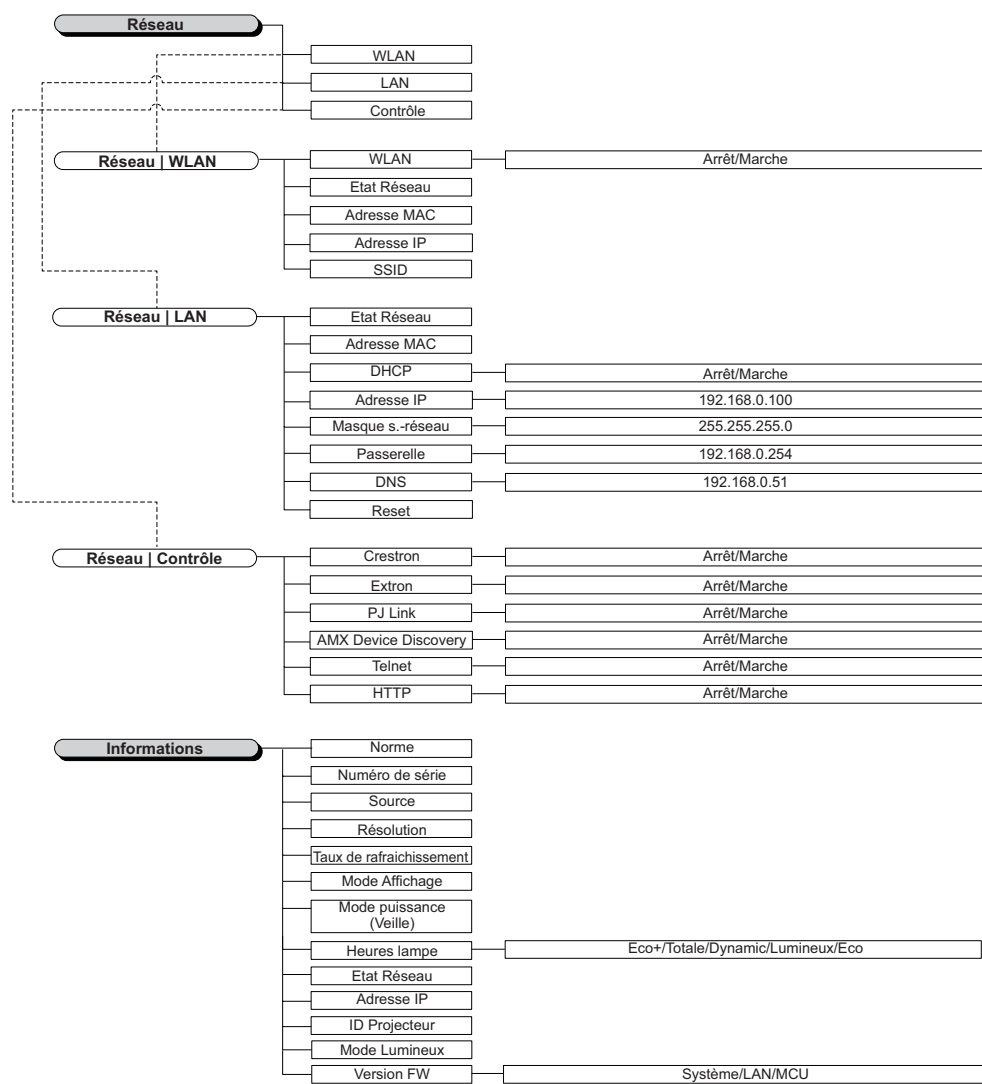 Réseau
WLAN
LAN
Contrôle
Réseau | WLAN
WLAN
Arrêt/Marche
Etat Réseau
Adresse MAC
Adresse IP
SSID
Réseau | LAN
Etat Réseau
Adresse MAC
DHCP
Arrêt/Marche
Adresse IP
192.168.0.100
Masque s.-réseau
255.255.255.0
Passerelle
192.168.0.254
DNS
192.168.0.51
Reset
Réseau | Contrôle
Crestron
Arrêt/Marche
Extron
Arrêt/Marche
PJ Link
Arrêt/Marche
AMX Device Discovery
Arrêt/Marche
Telnet
Arrêt/Marche
HTTP
Arrêt/Marche
Informations
Norme
Numéro de série
Source
Résolution
Taux de rafraichissement
Mode Affichage
Mode puissance
(Veille)
Heures lampe
Eco+/Totale/Dynamic/Lumineux/Eco
Etat Réseau
Adresse IP
ID Projecteur
Mode Lumineux
Version FW
Système/LAN/MCU